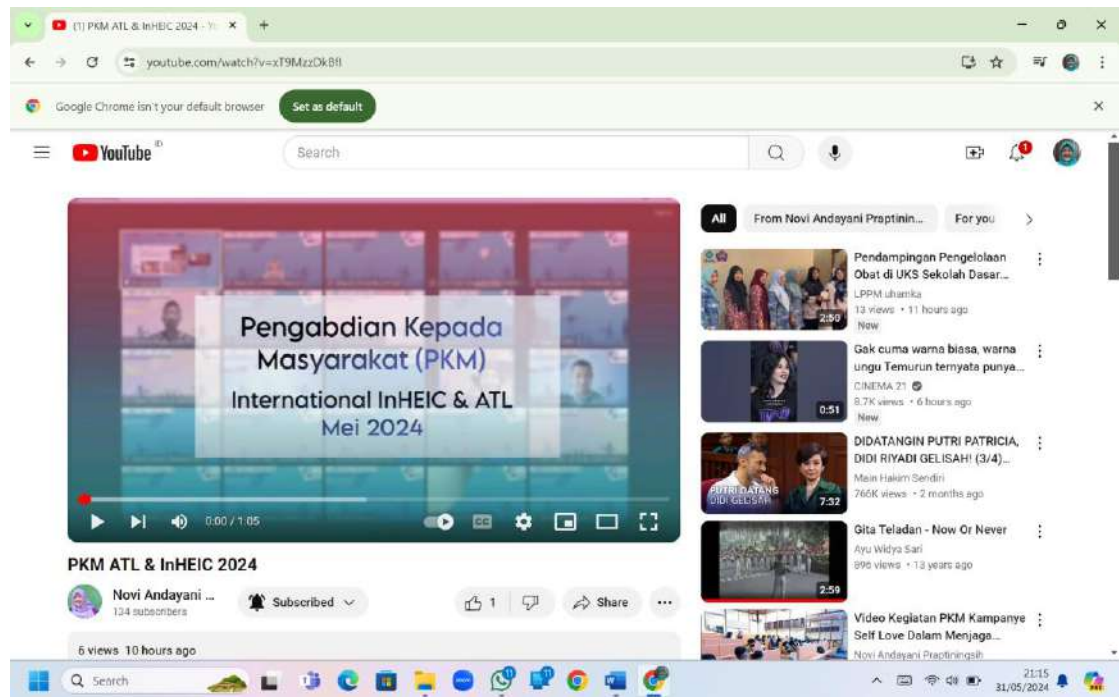 (1) PKM ATL & InHEIC 2024 - Yo
youtube.com/watch?v=xT9MzzDkBfI
Google Chrome isn't your default browser
Set as default
YouTube ID
Search
Pengabdian Kepada
Masyarakat (PKM)
International InHEIC & ATL
Mei 2024
0:00 / 1:05
CC
PKM ATL & InHEIC 2024
Novi Andayani ...
134 subscribers
Subscribed
1
Share
6 views 10 hours ago
All
From Novi Andayani Praptinin...
For you
Pendampingan Pengelolaan
Obat di UKS Sekolah Dasar...
LPPM uhamka
13 views • 11 hours ago
New
2:50
Gak cuma warna biasa, warna
ungu Temurun ternyata punya...
CINEMA 21
8.7K views • 6 hours ago
New
0:51
DIDATANGIN PUTRI PATRICIA,
DIDI RIYADI GELISAH! (3/4)...
Main Hakim Sendiri
766K views • 2 months ago
PUTRI DATANG
DIDI GELISAH
7:32
Gita Teladan - Now Or Never
Ayu Widya Sari
896 views • 13 years ago
2:59
Video Kegiatan PKM Kampanye
Self Love Dalam Menjaga...
Novi Andayani Praptiningsih
Search
21:15
31/05/2024